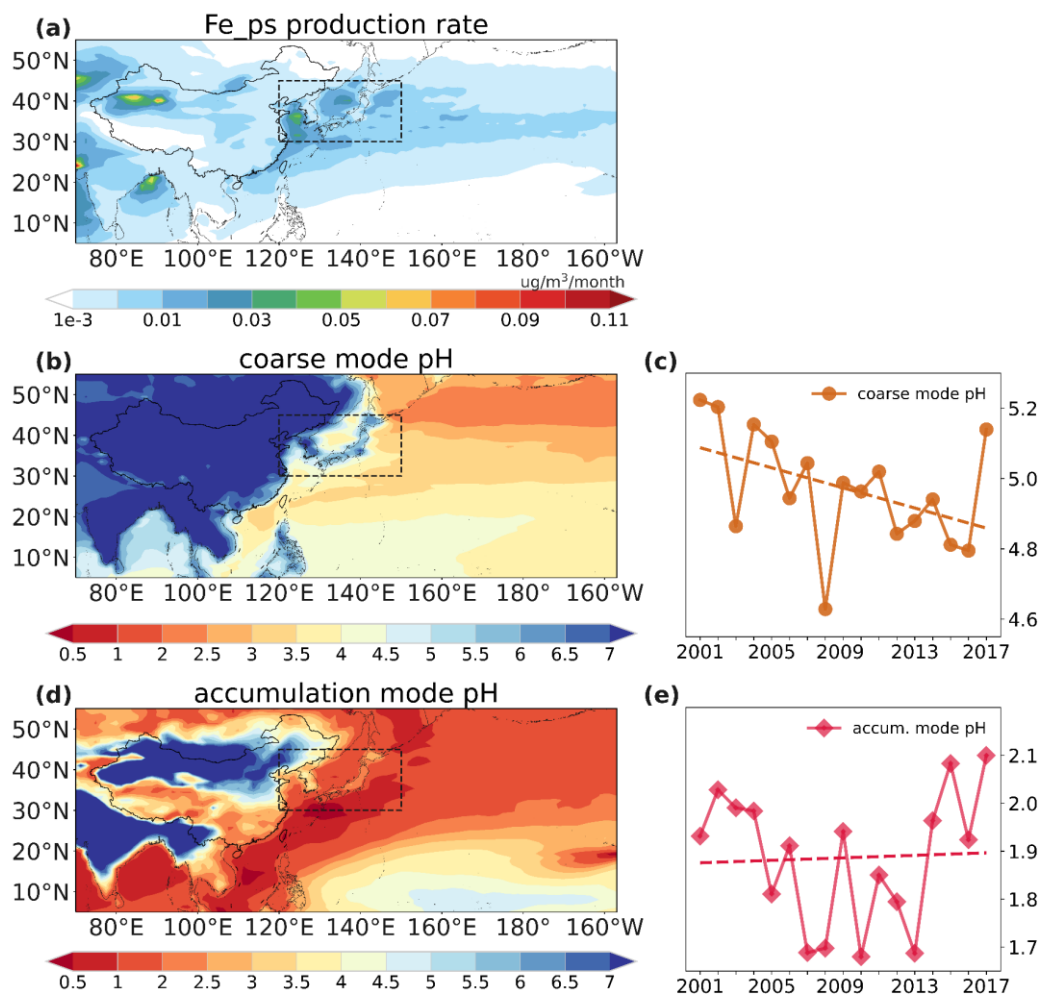 (a)
Fe_ps production rate
50°N
40°N
30°N
20°N
10°N
80°E 100°E 120°E 140°E 160°E 180° 160°W
ug/m³/month
1e-3 0.01 0.03 0.05 0.07 0.09 0.11
(b)
coarse mode pH
50°N
40°N
30°N
20°N
10°N
80°E 100°E 120°E 140°E 160°E 180° 160°W
0.5 1 2 2.5 3 3.5 4 4.5 5 5.5 6 6.5 7
(c)
coarse mode pH
5.2
5.0
4.8
4.6
2001 2005 2009 2013 2017
(d)
accumulation mode pH
50°N
40°N
30°N
20°N
10°N
80°E 100°E 120°E 140°E 160°E 180° 160°W
0.5 1 2 2.5 3 3.5 4 4.5 5 5.5 6 6.5 7
(e)
accum. mode pH
2.1
2.0
1.9
1.8
1.7
2001 2005 2009 2013 2017